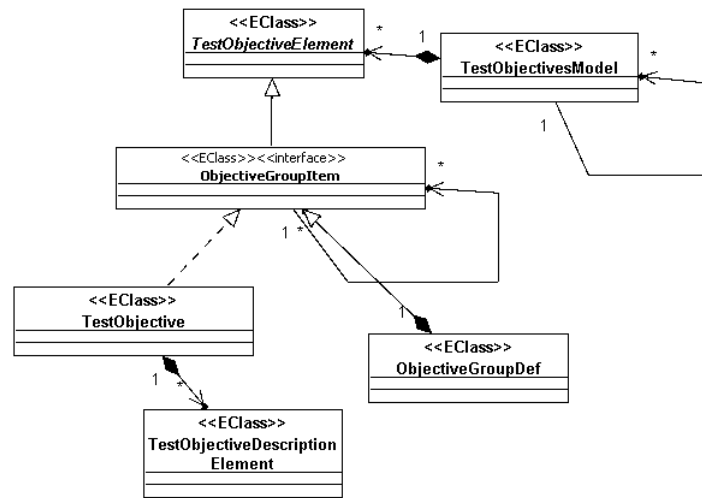 <<EClass>>
TestObjectiveElement
*
1
<<EClass>>
TestObjectivesModel
*
1
<<EClass>><<interface>>
ObjectiveGroupItem
*
1
*
<<EClass>>
TestObjective
1
<<EClass>>
ObjectiveGroupDef
1
*
<<EClass>>
TestObjectiveDescription
Element